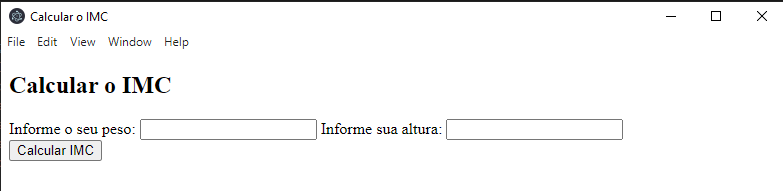 Calcular o IMC
File Edit View Window Help
Calcular o IMC
Informe o seu peso: Informe sua altura:
Calcular IMC